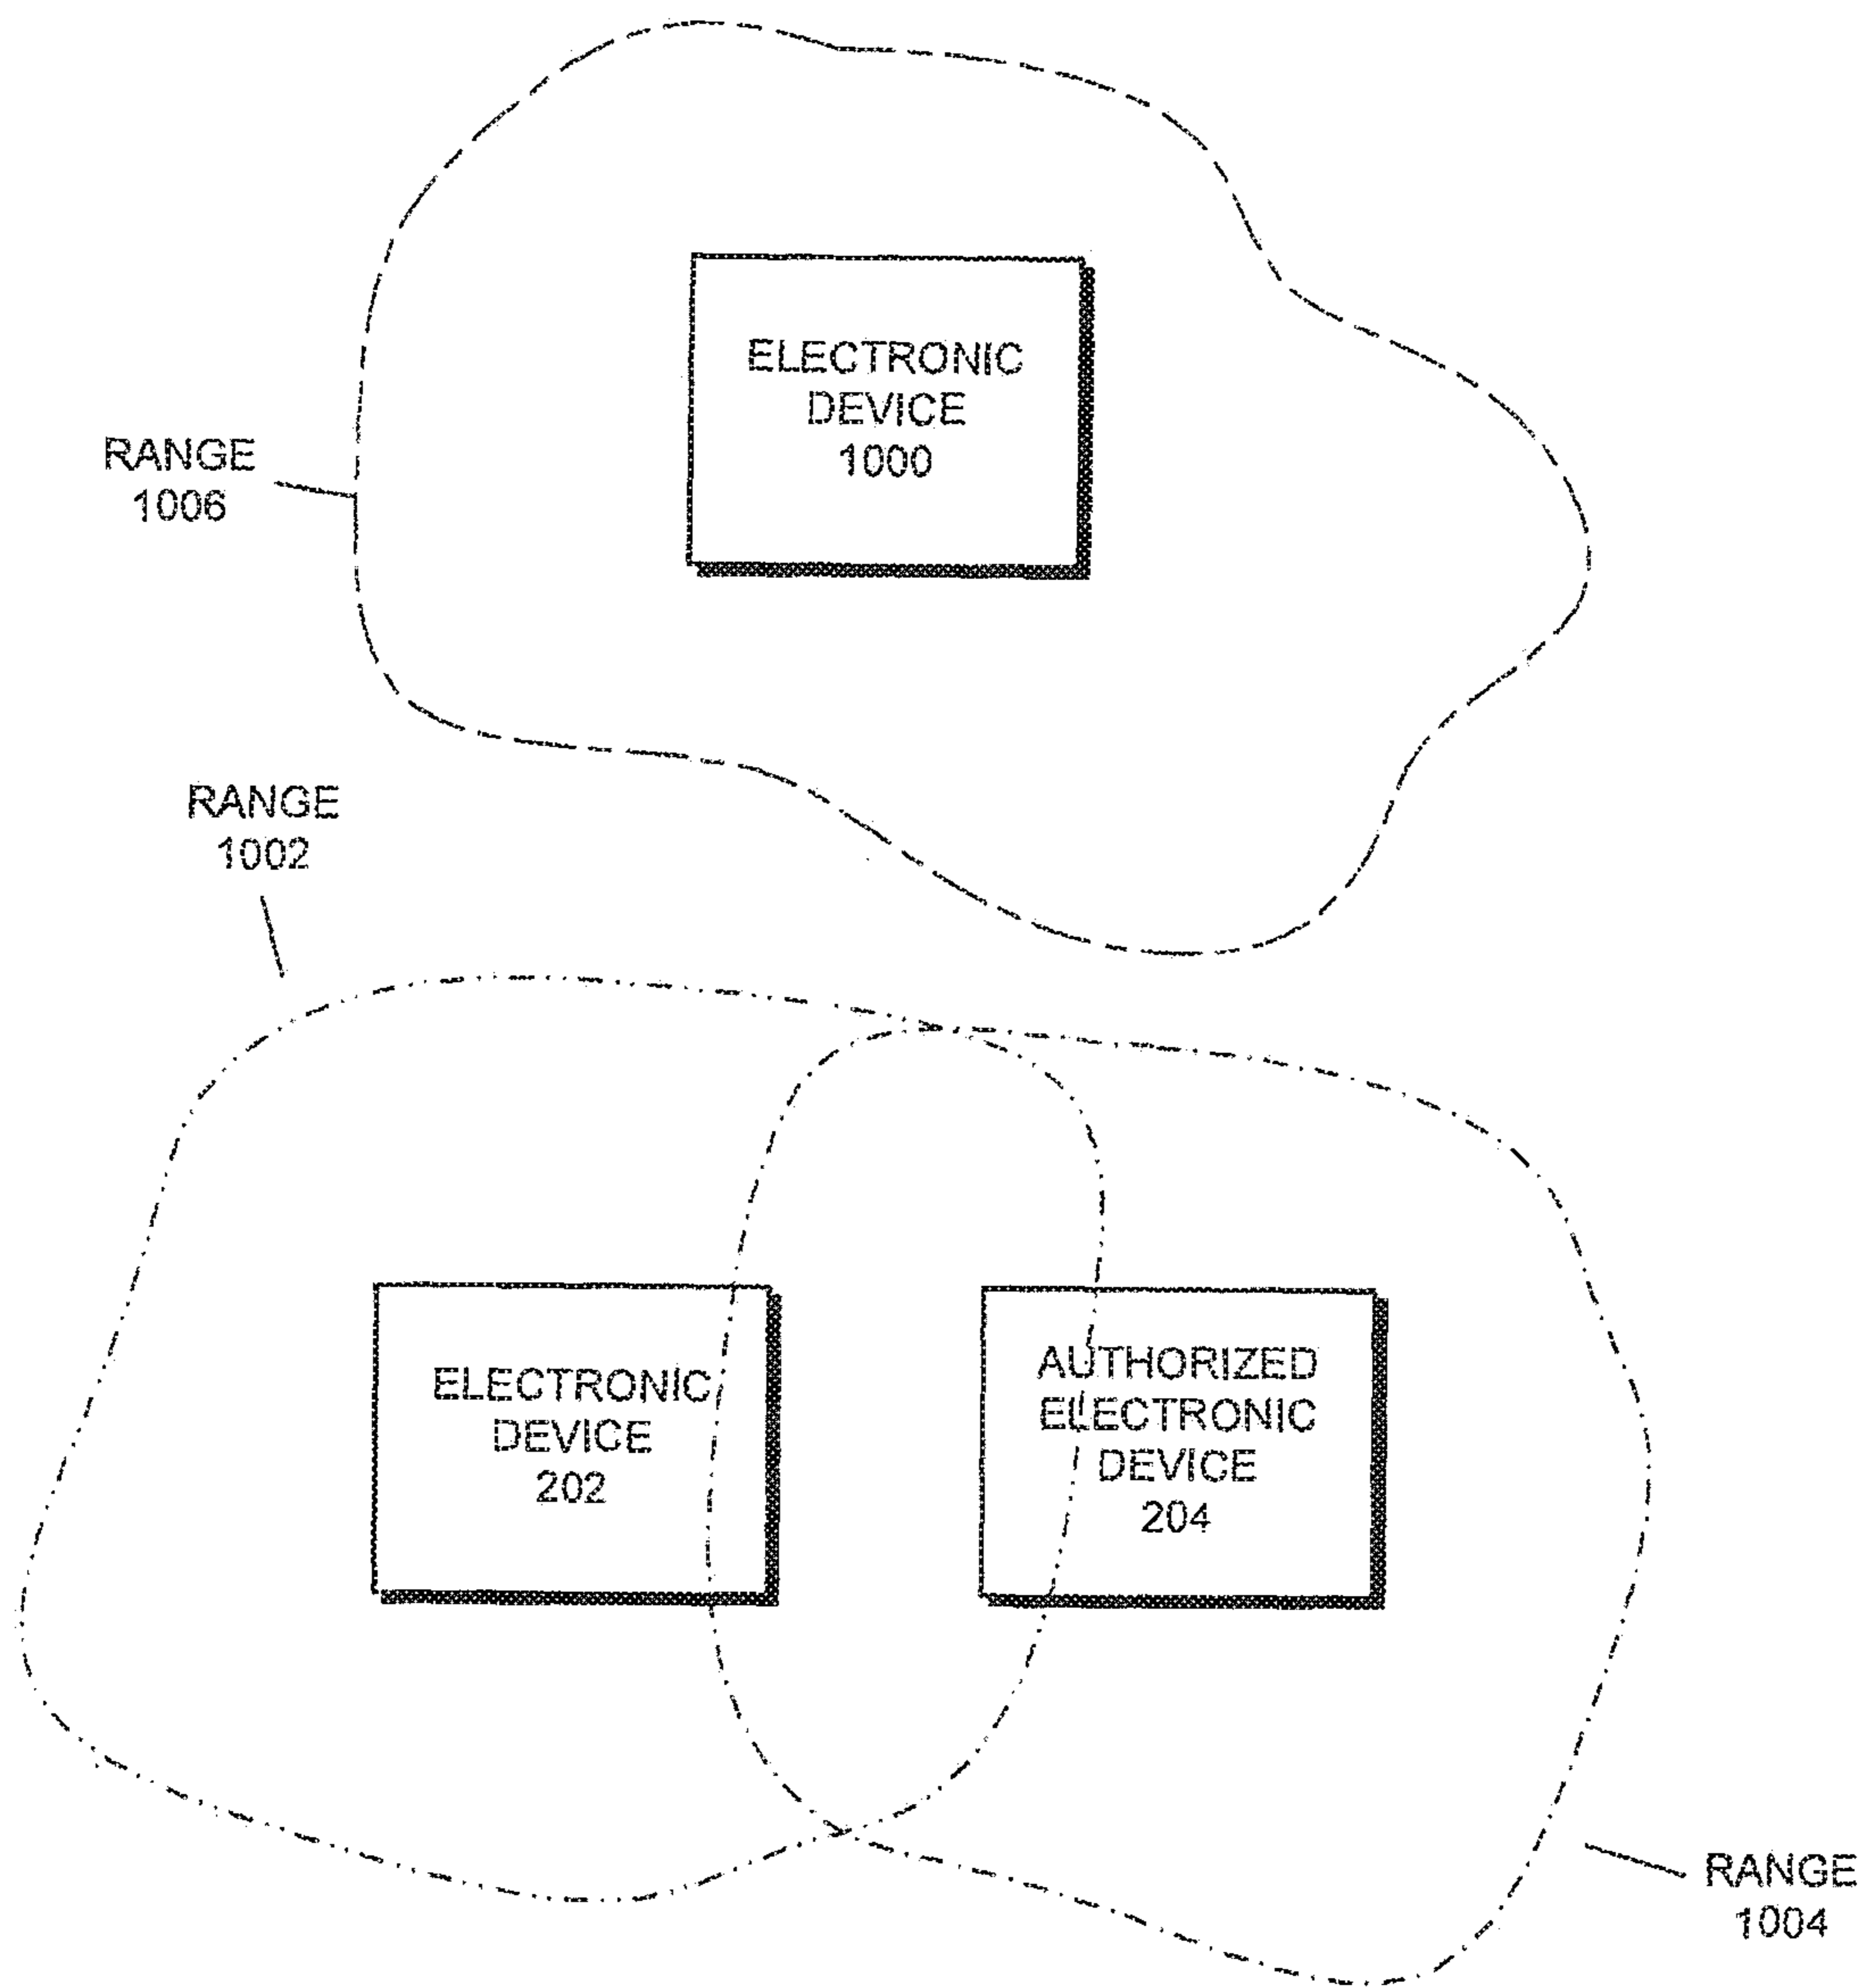 ELECTRONIC
DEVICE
1000
RANGE
1006
RANGE
1002
ELECTRONIC
DEVICE
202
AUTHORIZED
ELECTRONIC
DEVICE
204
RANGE
1004